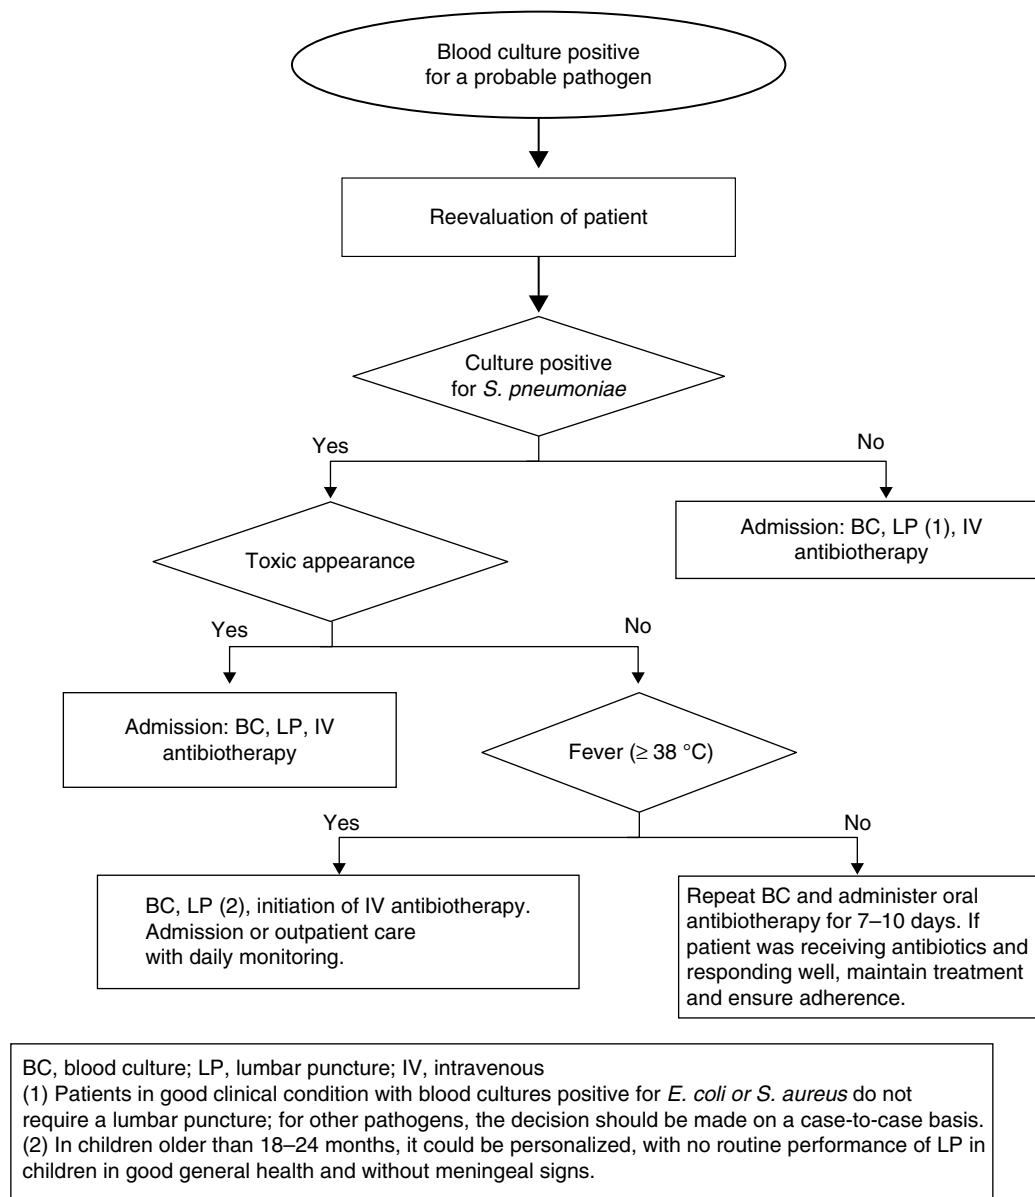 Blood culture positive
for a probable pathogen
Reevaluation of patient
Culture positive
for S. pneumoniae
Yes
No
Toxic appearance
Admission: BC, LP (1), IV
antibiotherapy
Yes
No
Admission: BC, LP, IV
antibiotherapy
Fever (≥ 38 °C)
Yes
No
BC, LP (2), initiation of IV antibiotherapy.
Admission or outpatient care
with daily monitoring.
Repeat BC and administer oral
antibiotherapy for 7–10 days. If
patient was receiving antibiotics and
responding well, maintain treatment
and ensure adherence.
BC, blood culture; LP, lumbar puncture; IV, intravenous
(1) Patients in good clinical condition with blood cultures positive for E. coli or S. aureus do not
require a lumbar puncture; for other pathogens, the decision should be made on a case-to-case basis.
(2) In children older than 18–24 months, it could be personalized, with no routine performance of LP in
children in good general health and without meningeal signs.